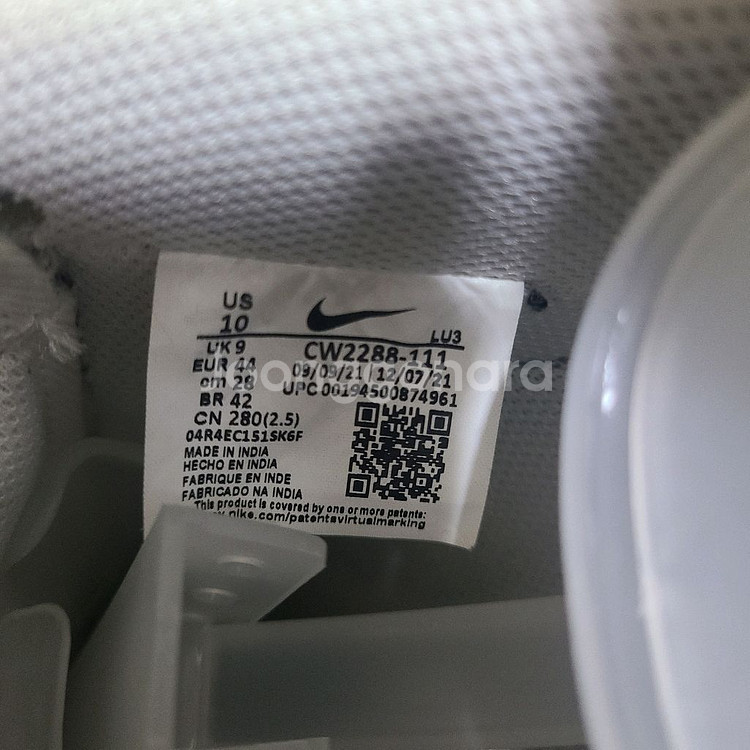 US
10
LU3
UK 9
EUR 44
cm 28
BR 42
CN 280(2.5)
CW2288-111
09/09/21 12/07/21
UPC 00194500874961
04R4EC151SK6F
MADE IN INDIA
HECHO EN INDIA
FABRIQUE EN INDE
FABRICADO NA INDIA
This product is covered by one or more patents:
nike.com/patentsvirtualmarking